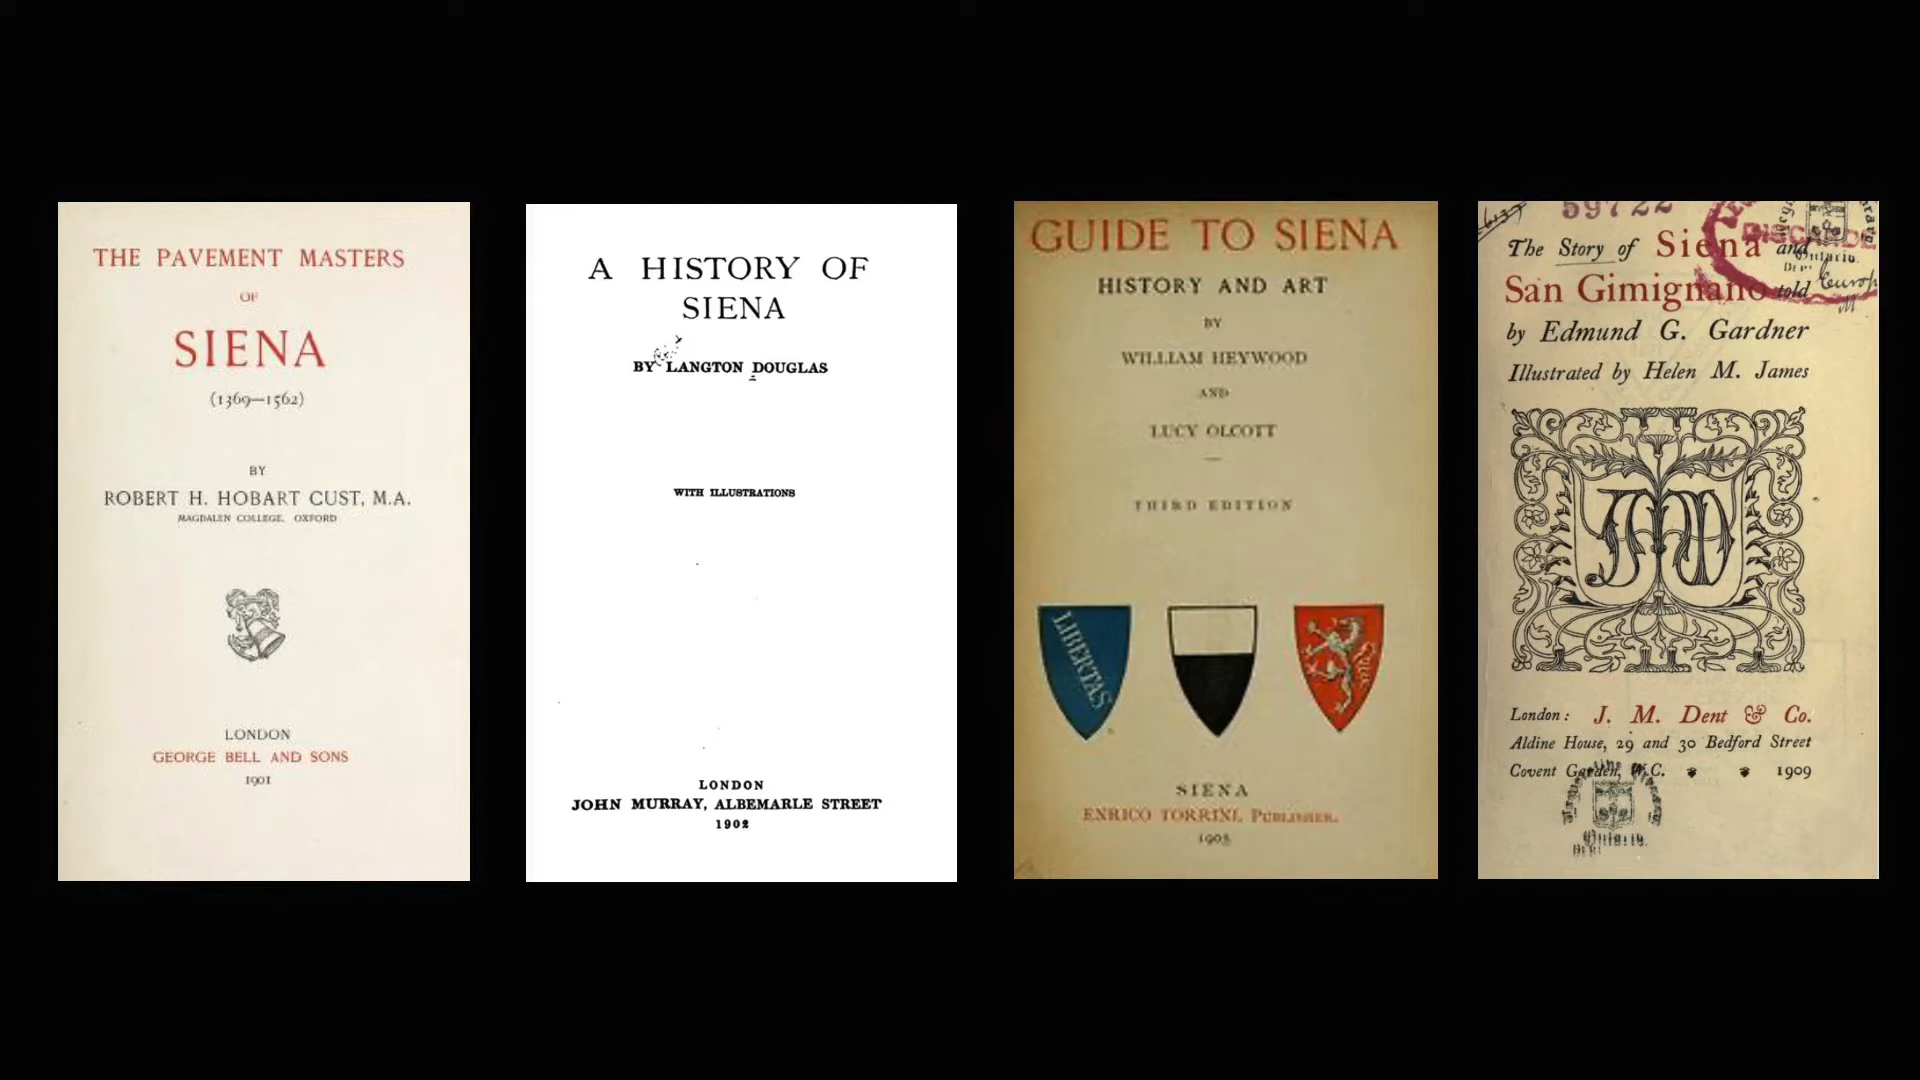 THE PAVEMENT MASTERS
OF
SIENA
(1369—1562)
BY
ROBERT H. HOBART CUST, M.A.
MAGDALEN COLLEGE, OXFORD
LONDON
GEORGE BELL AND SONS
1901
A HISTORY OF
SIENA
BY LANGTON DOUGLAS
WITH ILLUSTRATIONS
LONDON
JOHN MURRAY, ALBEMARLE STREET
1902
GUIDE TO SIENA
HISTORY AND ART
BY
WILLIAM HEYWOOD
AND
LUCY OLCOTT
THIRD EDITION
LIBERTAS
SIENA
ENRICO TORRINI, PUBLISHER.
59722
The Story of Siena and
San Gimignano told
by Edmund G. Gardner
Illustrated by Helen M. James
London: J. M. Dent & Co.
Aldine House, 29 and 30 Bedford Street
Covent Garden, W.C. 1909
Ontario.